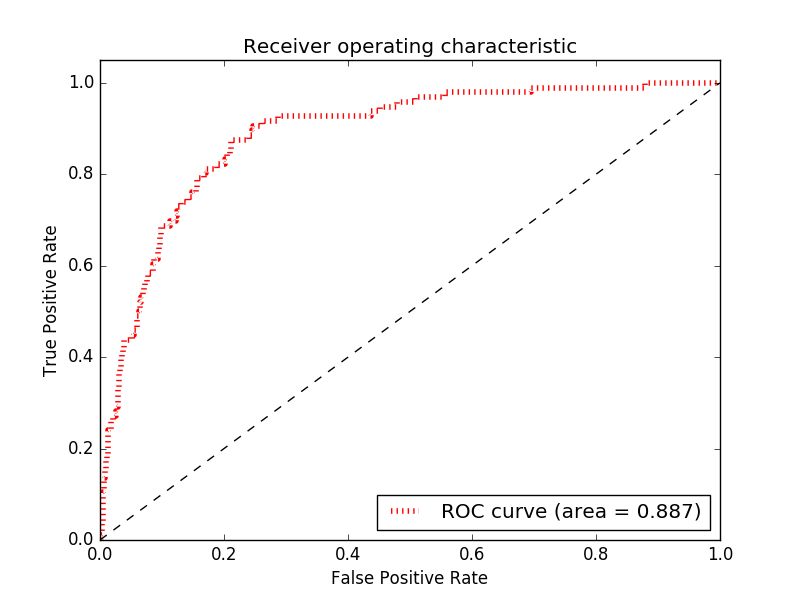 Receiver operating characteristic
1.0
0.8
0.6
0.4
0.2
0.0
True Positive Rate
ROC curve (area = 0.887)
0.0 0.2 0.4 0.6 0.8 1.0
False Positive Rate